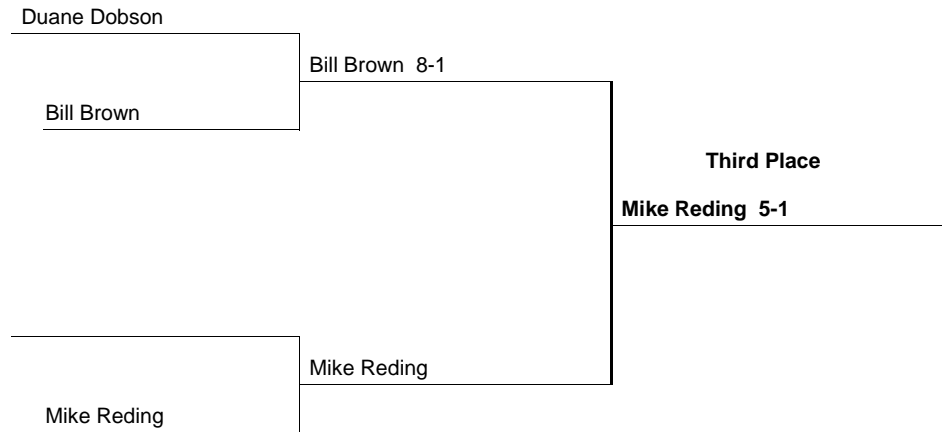 Duane Dobson
Bill Brown 8-1
Bill Brown
Third Place
Mike Reding 5-1
Mike Reding
Mike Reding